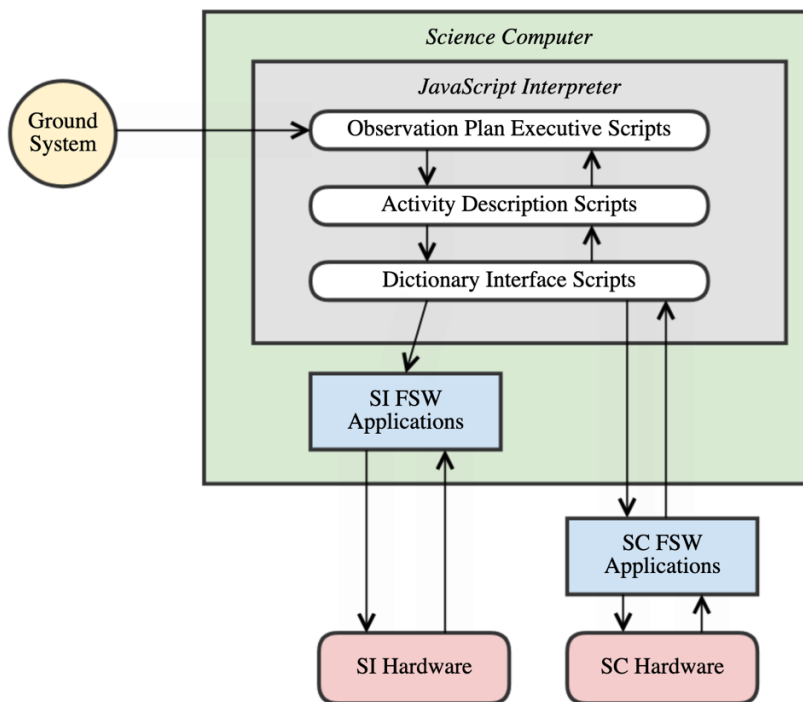 Science Computer
JavaScript Interpreter
Ground
System
Observation Plan Executive Scripts
Activity Description Scripts
Dictionary Interface Scripts
SI FSW
Applications
SC FSW
Applications
SI Hardware
SC Hardware